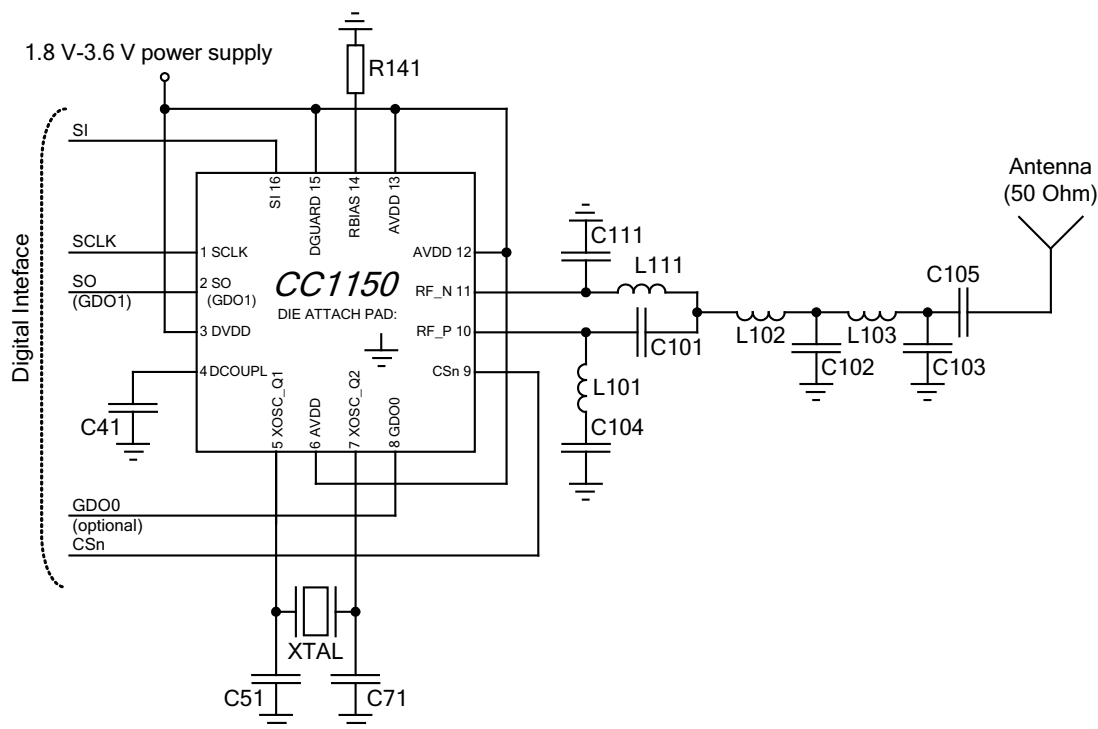 1.8 V-3.6 V power supply
R141
SI
SI 16
DGUARD 15
RBIAS 14
AVDD 13
Antenna
(50 Ohm)
Digital Inteface
SCLK
1 SCLK
AVDD 12
C111
L111
C105
SO
(GDO1)
2 SO
(GDO1)
CC1150
DIE ATTACH PAD:
RF_N 11
3 DVDD
RF_P 10
C101
L102
L103
C102
C103
4 DCOUPL
CSn 9
L101
C41
5 XOSC_Q1
6 AVDD
7 XOSC_Q2
8 GDO0
C104
GDO0
(optional)
CSn
XTAL
C51
C71